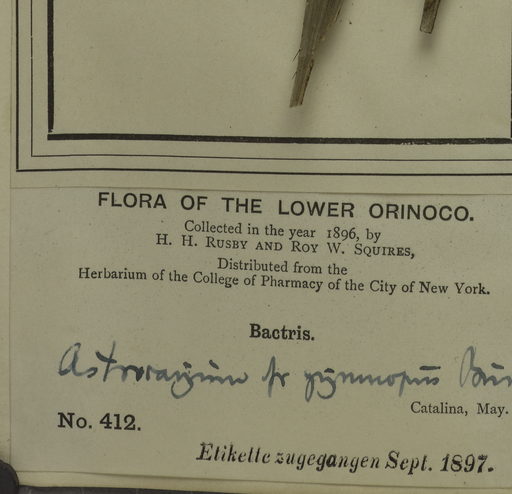 FLORA OF THE LOWER ORINOCO.
Collected in the year 1896, by
H. H. RUSBY AND ROY W. SQUIRES,
Distributed from the
Herbarium of the College of Pharmacy of the City of New York.
Bactris.
Astrocaryum
Catalina, May.
No. 412.
Etikette zugegangen Sept. 1897.